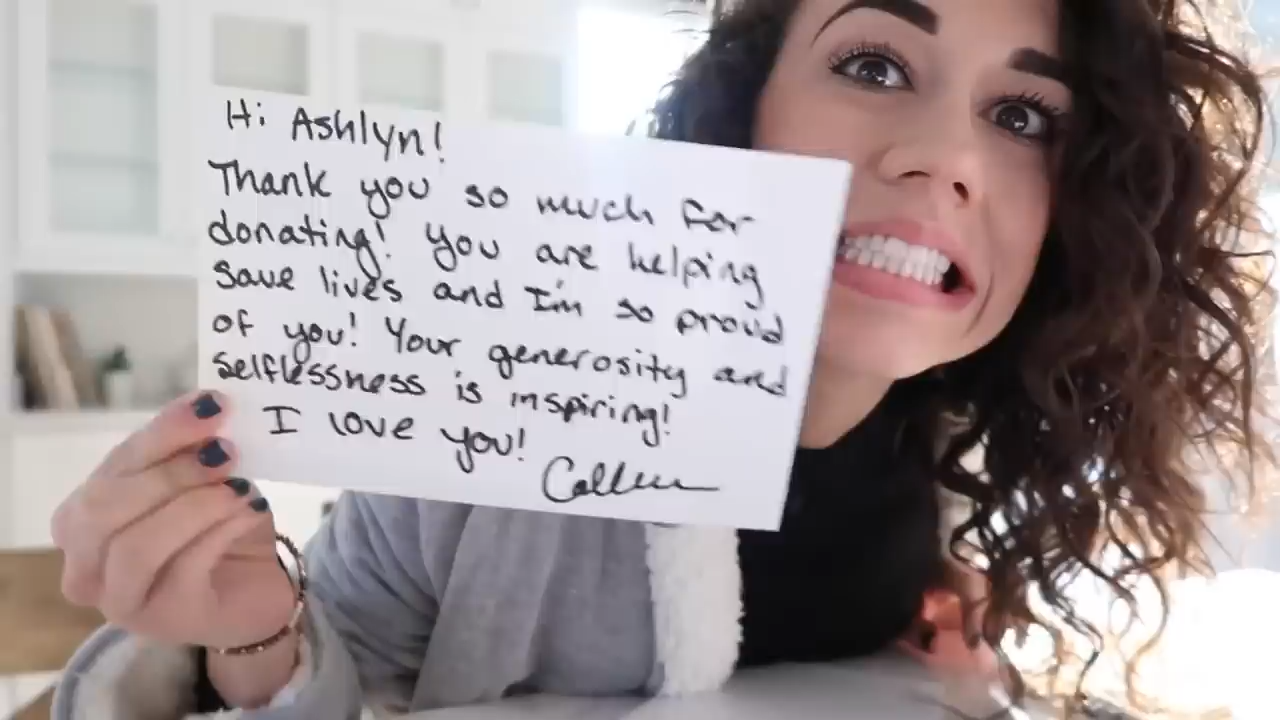 Hi Ashlyn!
Thank you so much for
donating! You are helping
save lives and I'm so proud
of you! Your generosity and
selflessness is inspiring!
I love you!
Colleen